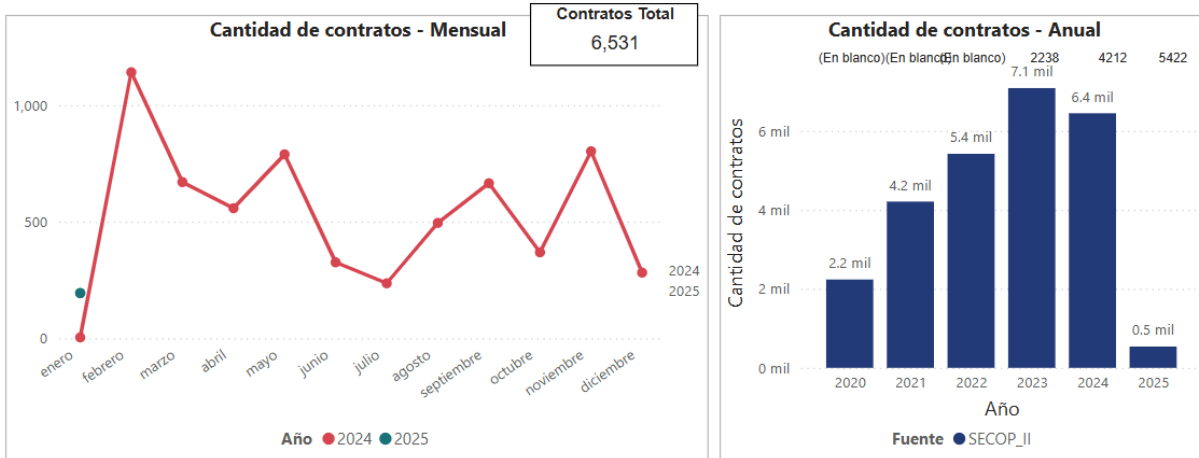 Cantidad de contratos - Mensual
Contratos Total
6,531
1,000
500
0
enero
febrero
marzo
abril
mayo
junio
julio
agosto
septiembre
octubre
noviembre
diciembre
2024
2025
Año 2024 2025
Cantidad de contratos - Anual
(En blanco) (En blanco) (En blanco) 2238 4212 5422
Cantidad de contratos
6 mil
4 mil
2 mil
0 mil
2.2 mil
4.2 mil
5.4 mil
7.1 mil
6.4 mil
0.5 mil
2020 2021 2022 2023 2024 2025
Año
Fuente SECOP_II